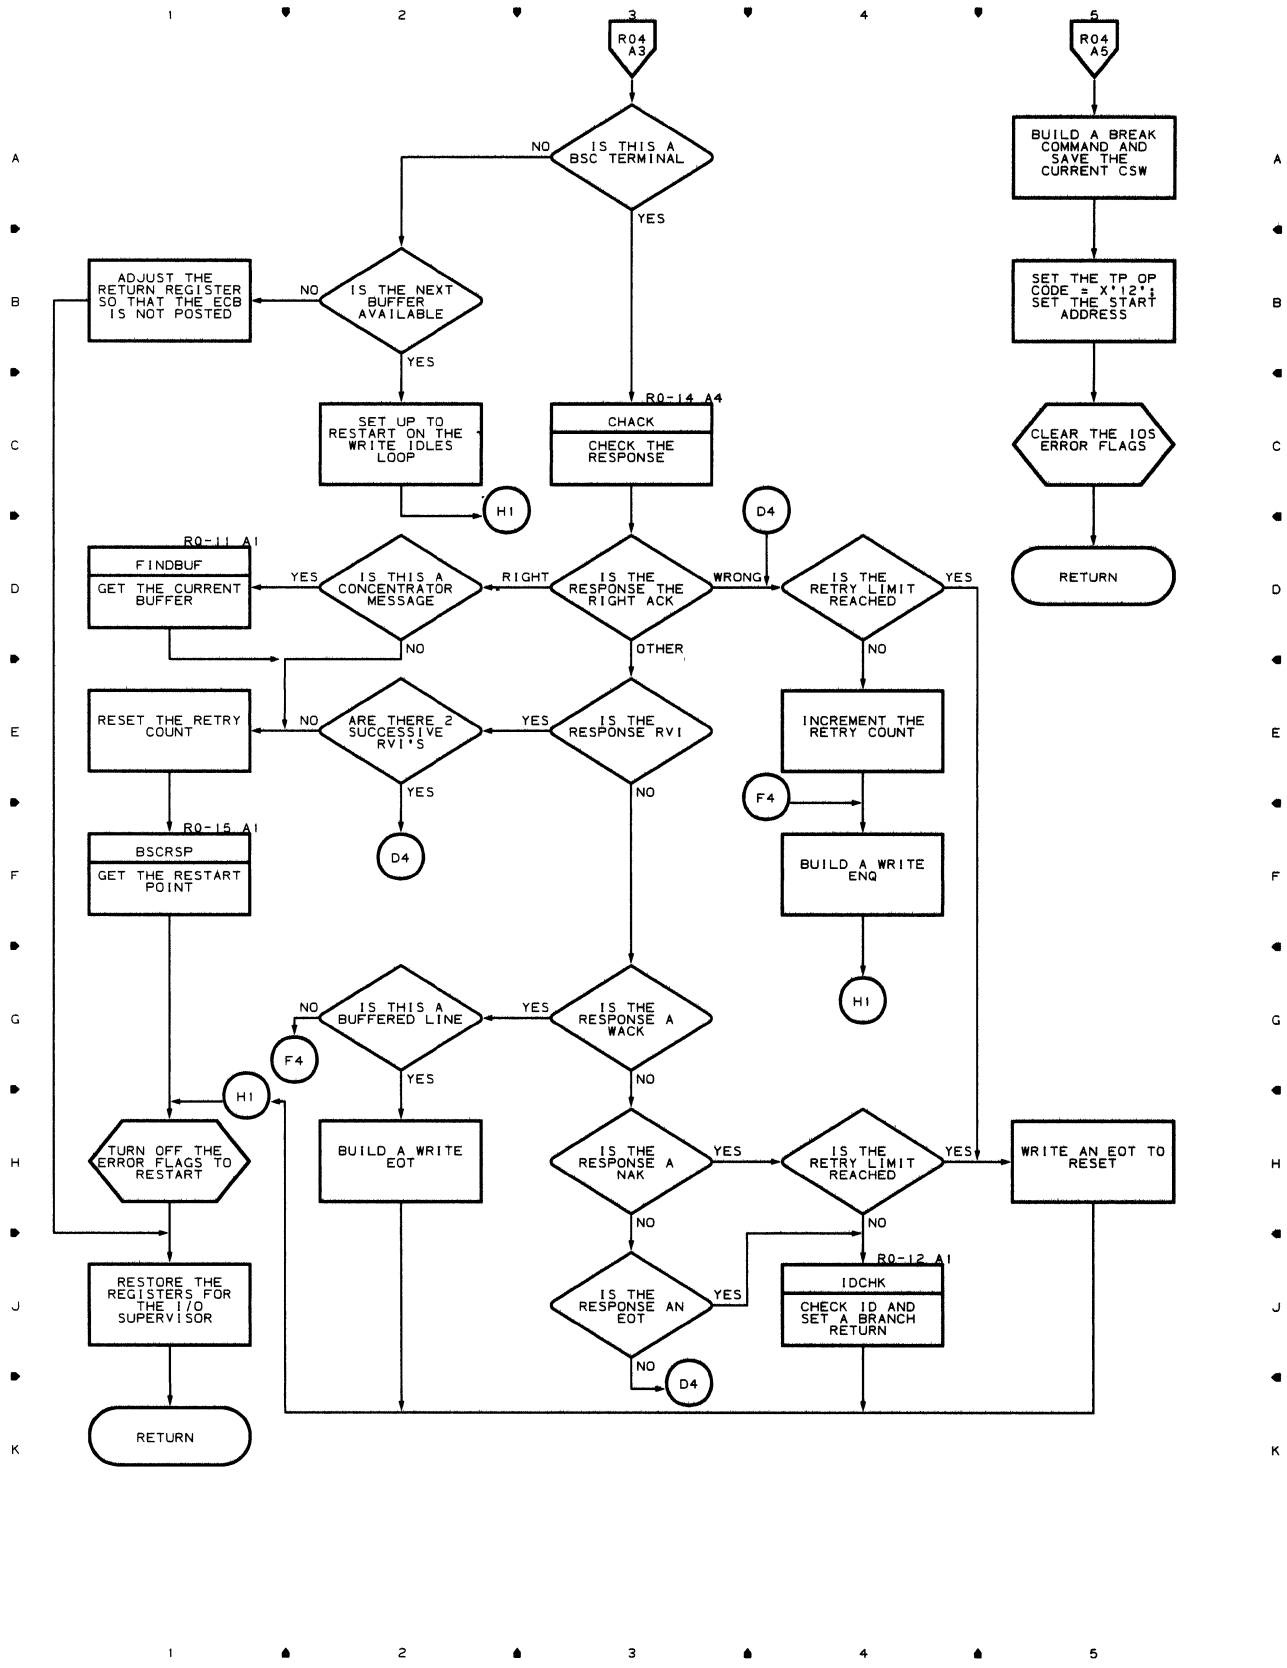 1 2 3 4 5
R04
A3
R04
A5
A
IS THIS A
BSC TERMINAL
NO
YES
BUILD A BREAK
COMMAND AND
SAVE THE
CURRENT CSW
A
B
ADJUST THE
RETURN REGISTER
SO THAT THE ECB
IS NOT POSTED
NO
IS THE NEXT
BUFFER
AVAILABLE
YES
SET THE TP OP
CODE = X'12';
SET THE START
ADDRESS
B
C
SET UP TO
RESTART ON THE
WRITE IDLES
LOOP
H1
RO-14 A4
CHACK
CHECK THE
RESPONSE
D4
CLEAR THE IOS
ERROR FLAGS
C
D
RO-11 A1
FINDBUF
GET THE CURRENT
BUFFER
YES
IS THIS A
CONCENTRATOR
MESSAGE
NO
RIGHT
IS THE
RESPONSE THE
RIGHT ACK
WRONG
OTHER
IS THE
RETRY LIMIT
REACHED
YES
NO
RETURN
D
E
RESET THE RETRY
COUNT
NO
ARE THERE 2
SUCCESSIVE
RVI'S
YES
D4
YES
IS THE
RESPONSE RVI
NO
INCREMENT THE
RETRY COUNT
F4
E
F
RO-15 A1
BSCRSP
GET THE RESTART
POINT
BUILD A WRITE
ENQ
H1
F
G
NO
F4
IS THIS A
BUFFERED LINE
YES
YES
IS THE
RESPONSE A
WACK
NO
G
H1
H
TURN OFF THE
ERROR FLAGS TO
RESTART
BUILD A WRITE
EOT
IS THE
RESPONSE A
NAK
YES
NO
IS THE
RETRY LIMIT
REACHED
YES
NO
WRITE AN EOT TO
RESET
H
J
RESTORE THE
REGISTERS FOR
THE I/O
SUPERVISOR
IS THE
RESPONSE AN
EOT
YES
NO
D4
RO-12 A1
IDCHK
CHECK ID AND
SET A BRANCH
RETURN
J
K
RETURN
K
1 2 3 4 5